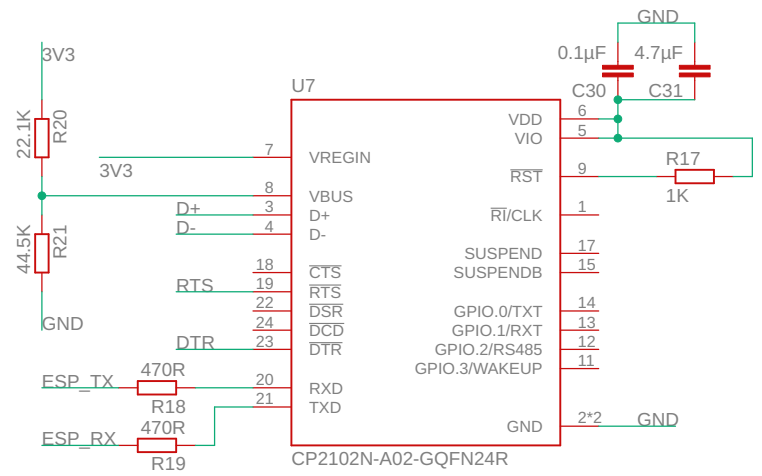 GND
3V3
0.1µF
4.7µF
C30
C31
U7
22.1K
R20
3V3
44.5K
R21
GND
D+
D-
RTS
DTR
ESP_TX
470R
R18
ESP_RX
470R
R19
7 VREGIN
8 VBUS
3 D+
4 D-
18 CTS
19 RTS
22 DSR
24 DCD
23 DTR
20 RXD
21 TXD
VDD 6
VIO 5
RST 9
RI/CLK 1
SUSPEND 17
SUSPENDB 15
GPIO.0/TXT 14
GPIO.1/RXT 13
GPIO.2/RS485 12
GPIO.3/WAKEUP 11
GND 2*2
GND
R17
1K
CP2102N-A02-GQFN24R